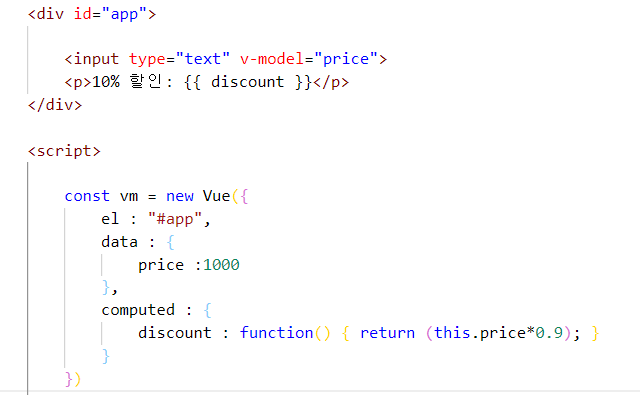 <div id="app">
<input type="text" v-model="price">
<p>10% 할인: {{ discount }}</p>
</div>
<script>
const vm = new Vue({
el : "#app",
data : {
price :1000
},
computed : {
discount : function() { return (this.price*0.9); }
}
})